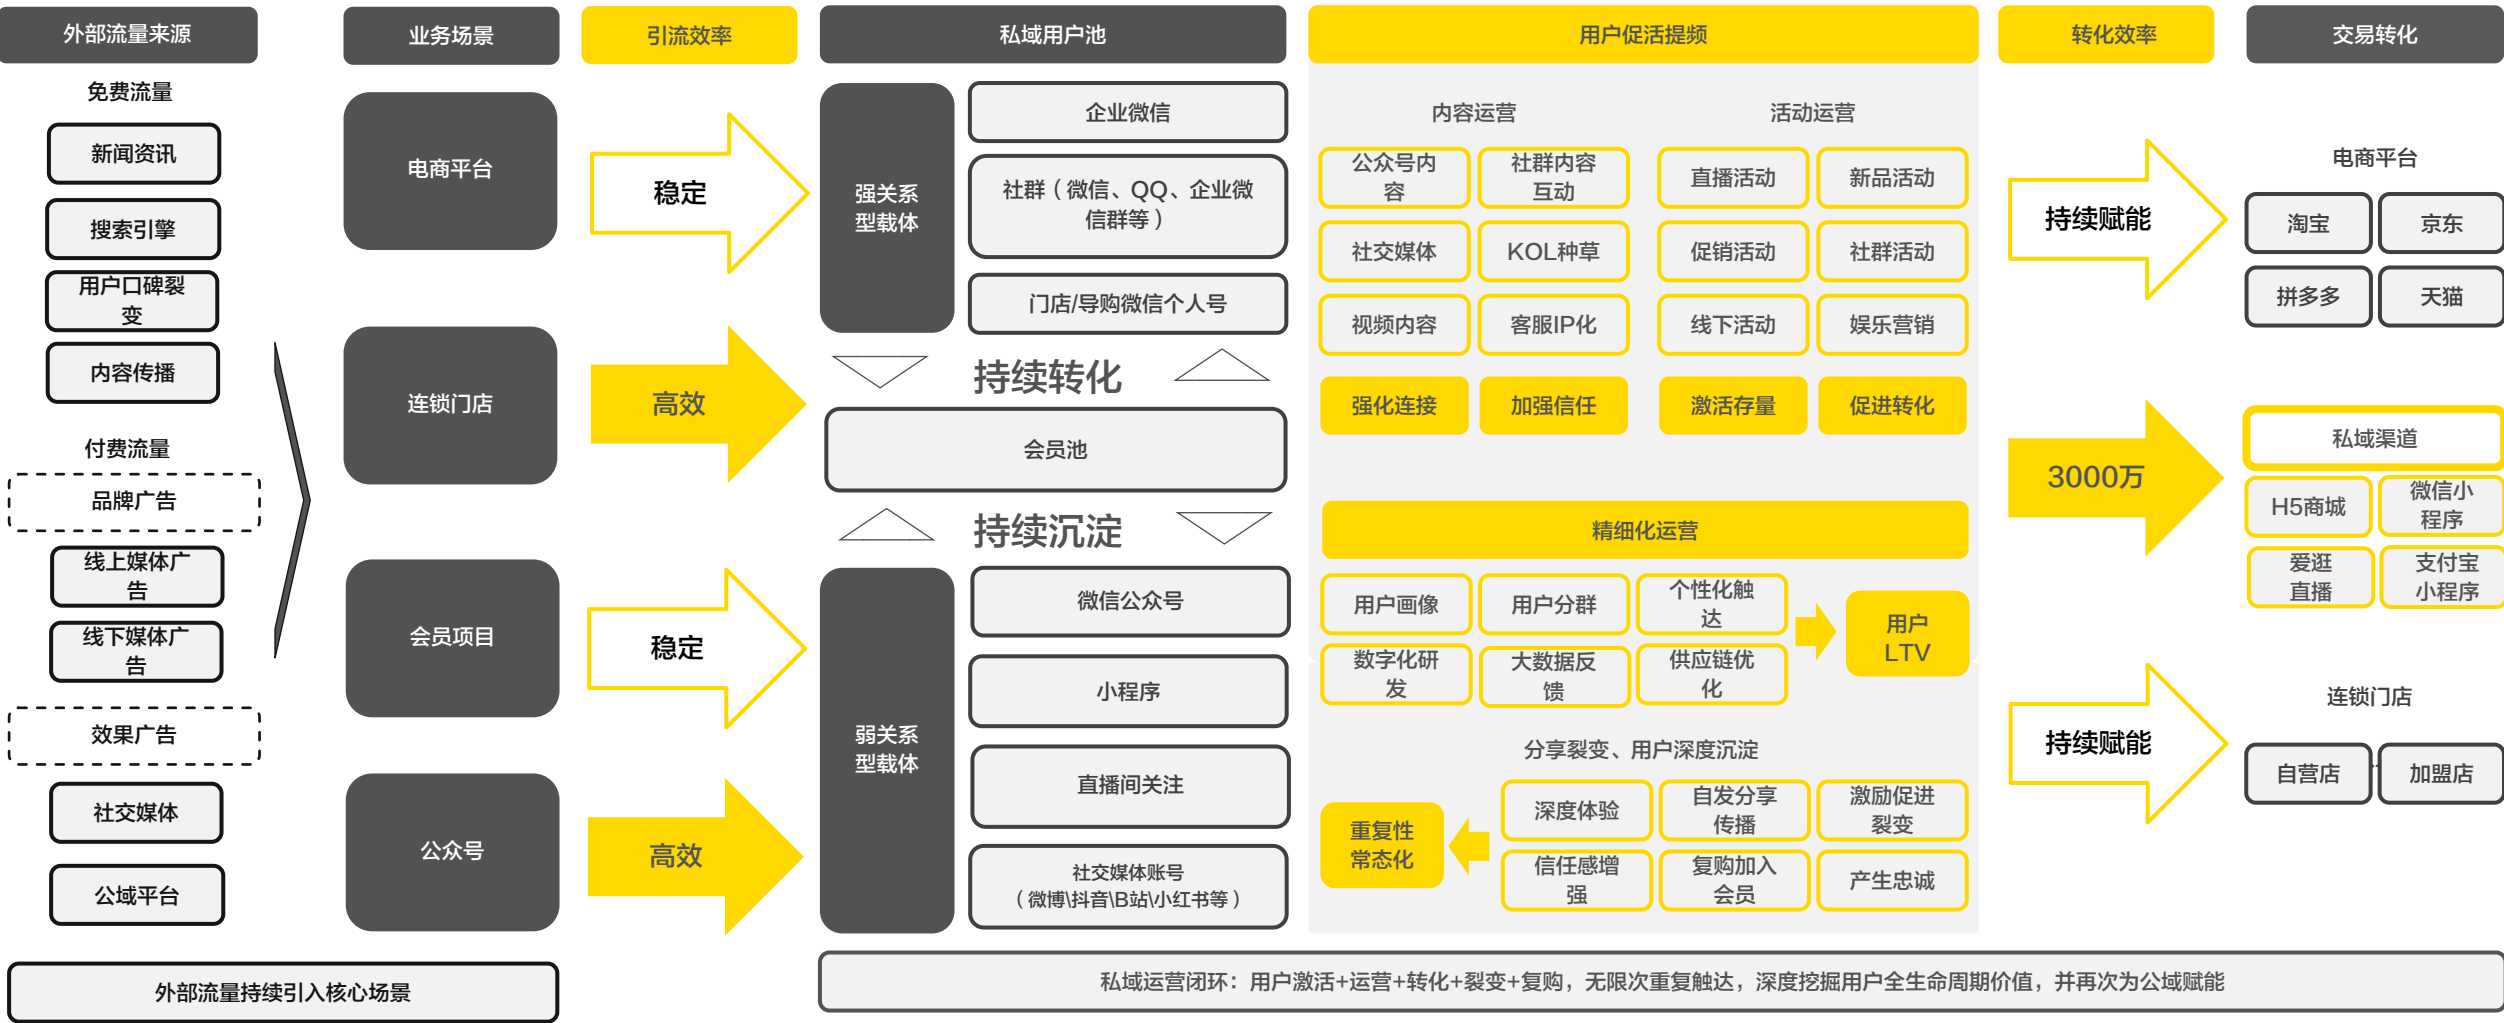 外部流量来源
业务场景
引流效率
私域用户池
用户促活提频
转化效率
交易转化
免费流量
新闻资讯
搜索引擎
用户口碑裂
变
内容传播
付费流量
品牌广告
线上媒体广
告
线下媒体广
告
效果广告
社交媒体
公域平台
外部流量持续引入核心场景
电商平台
连锁门店
会员项目
公众号
稳定
高效
稳定
高效
强关系
型载体
企业微信
社群（微信、QQ、企业微
信群等）
门店/导购微信个人号
持续转化
会员池
持续沉淀
弱关系
型载体
微信公众号
小程序
直播间关注
社交媒体账号
（微博\抖音\B站\小红书等）
内容运营
活动运营
公众号内
容
社群内容
互动
直播活动
新品活动
社交媒体
KOL种草
促销活动
社群活动
视频内容
客服IP化
线下活动
娱乐营销
强化连接
加强信任
激活存量
促进转化
精细化运营
用户画像
用户分群
个性化触
达
数字化研
发
大数据反
馈
供应链优
化
用户
LTV
分享裂变、用户深度沉淀
重复性
常态化
深度体验
自发分享
传播
激励促进
裂变
信任感增
强
复购加入
会员
产生忠诚
持续赋能
3000万
持续赋能
电商平台
淘宝
京东
拼多多
天猫
私域渠道
H5商城
微信小
程序
爱逛
直播
支付宝
小程序
连锁门店
自营店
加盟店
私域运营闭环：用户激活+运营+转化+裂变+复购，无限次重复触达，深度挖掘用户全生命周期价值，并再次为公域赋能